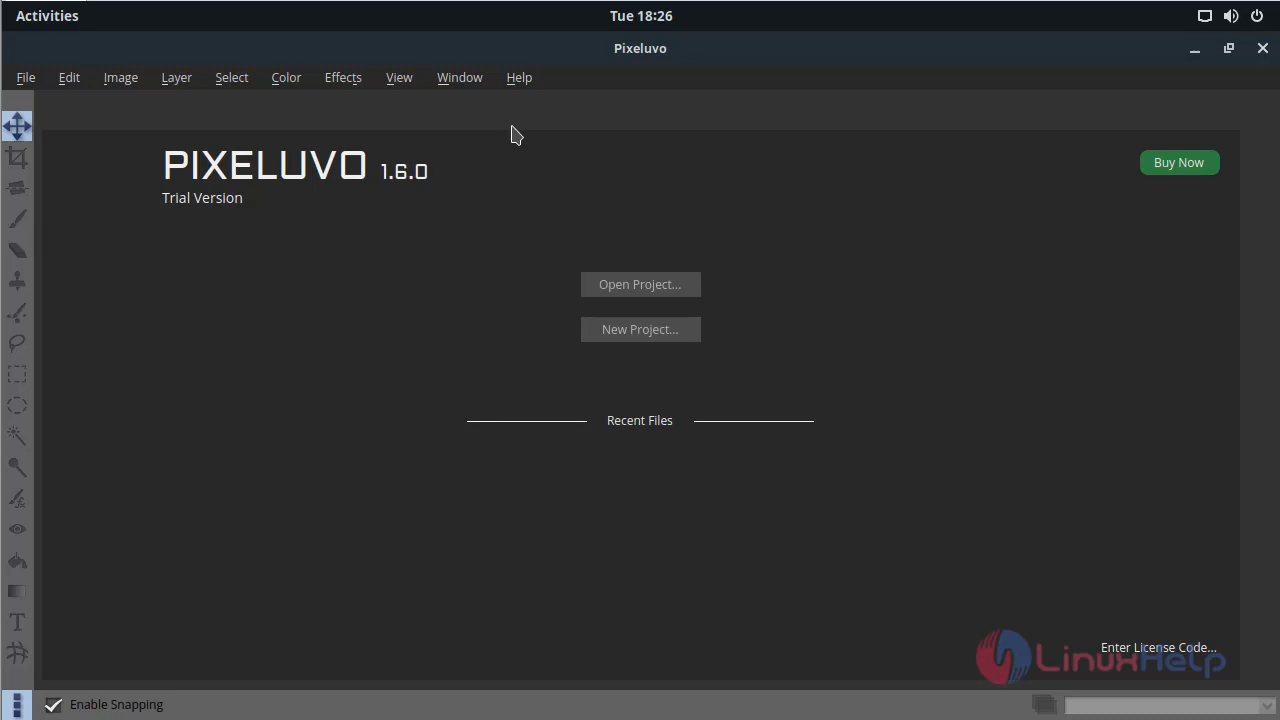 Activities
Tue 18:26
Pixeluvo
File Edit Image Layer Select Color Effects View Window Help
PIXELUVO 1.6.0
Buy Now
Trial Version
Open Project...
New Project...
Recent Files
Enter License Code...
LinuxHelp
Enable Snapping